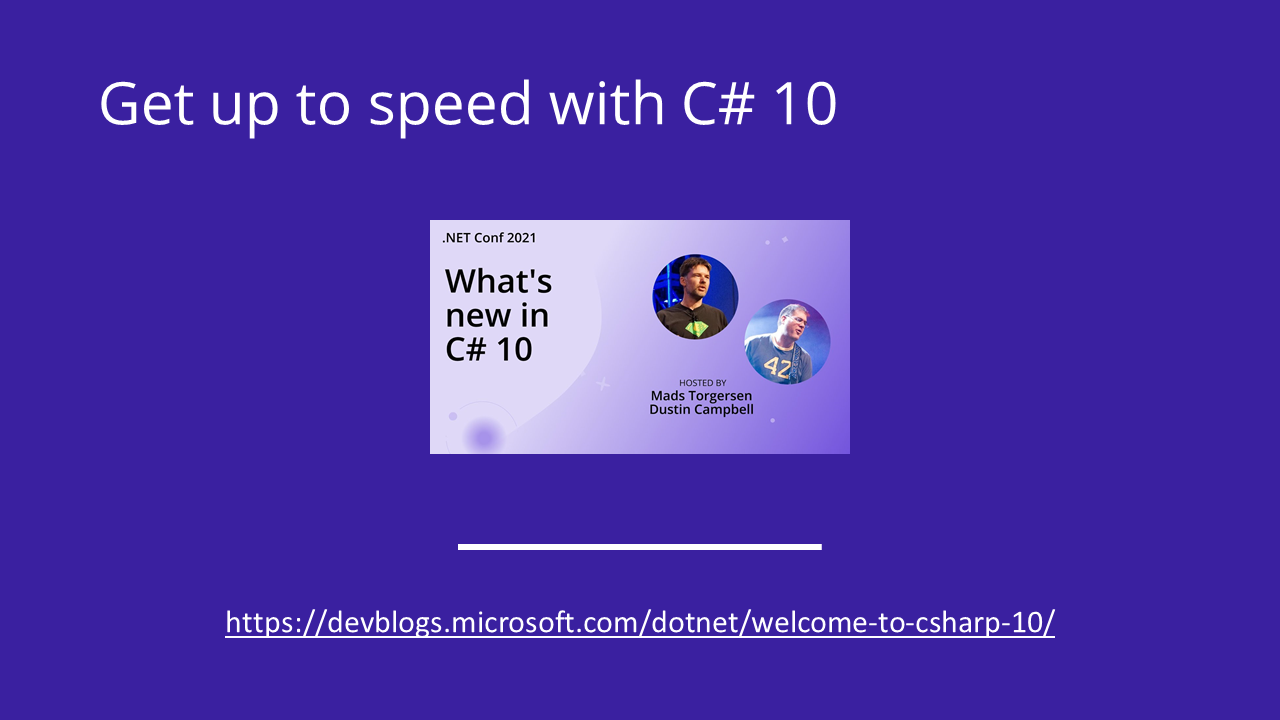 Get up to speed with C# 10
.NET Conf 2021
What's
new in
C# 10
42
HOSTED BY
Mads Torgersen
Dustin Campbell
https://devblogs.microsoft.com/dotnet/welcome-to-csharp-10/